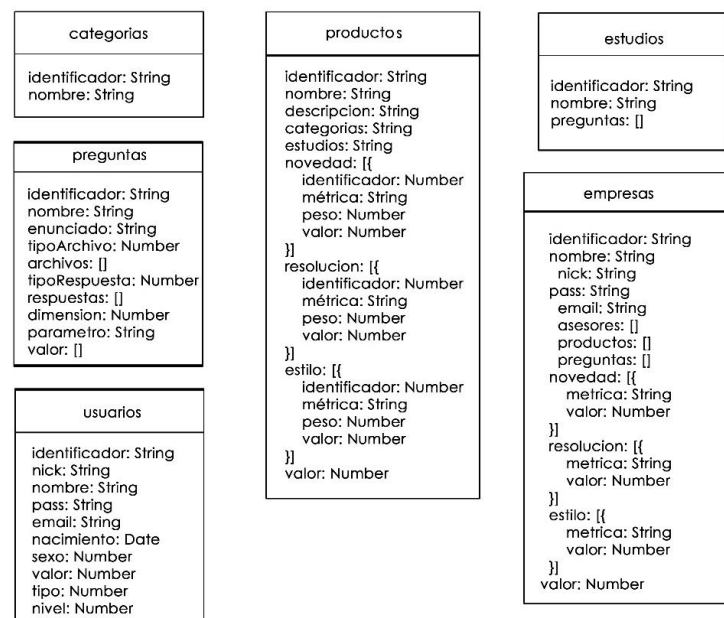 categorias
identificador: String
nombre: String
preguntas
identificador: String
nombre: String
enunciado: String
tipoArchivo: Number
archivos: []
tipoRespuesta: Number
respuestas: []
dimension: Number
parametro: String
valor: []
usuarios
identificador: String
nick: String
nombre: String
pass: String
email: String
nacimiento: Date
sexo: Number
valor: Number
tipo: Number
nivel: Number
productos
identificador: String
nombre: String
descripcion: String
categorias: String
estudios: String
novedad: [{
identificador: Number
métrica: String
peso: Number
valor: Number
}]
resolucion: [{
identificador: Number
métrica: String
peso: Number
valor: Number
}]
estilo: [{
identificador: Number
métrica: String
peso: Number
valor: Number
}]
valor: Number
estudios
identificador: String
nombre: String
preguntas: []
empresas
identificador: String
nombre: String
nick: String
pass: String
email: String
asesores: []
productos: []
preguntas: []
novedad: [{
metrica: String
valor: Number
}]
resolucion: [{
metrica: String
valor: Number
}]
estilo: [{
metrica: String
valor: Number
}]
valor: Number